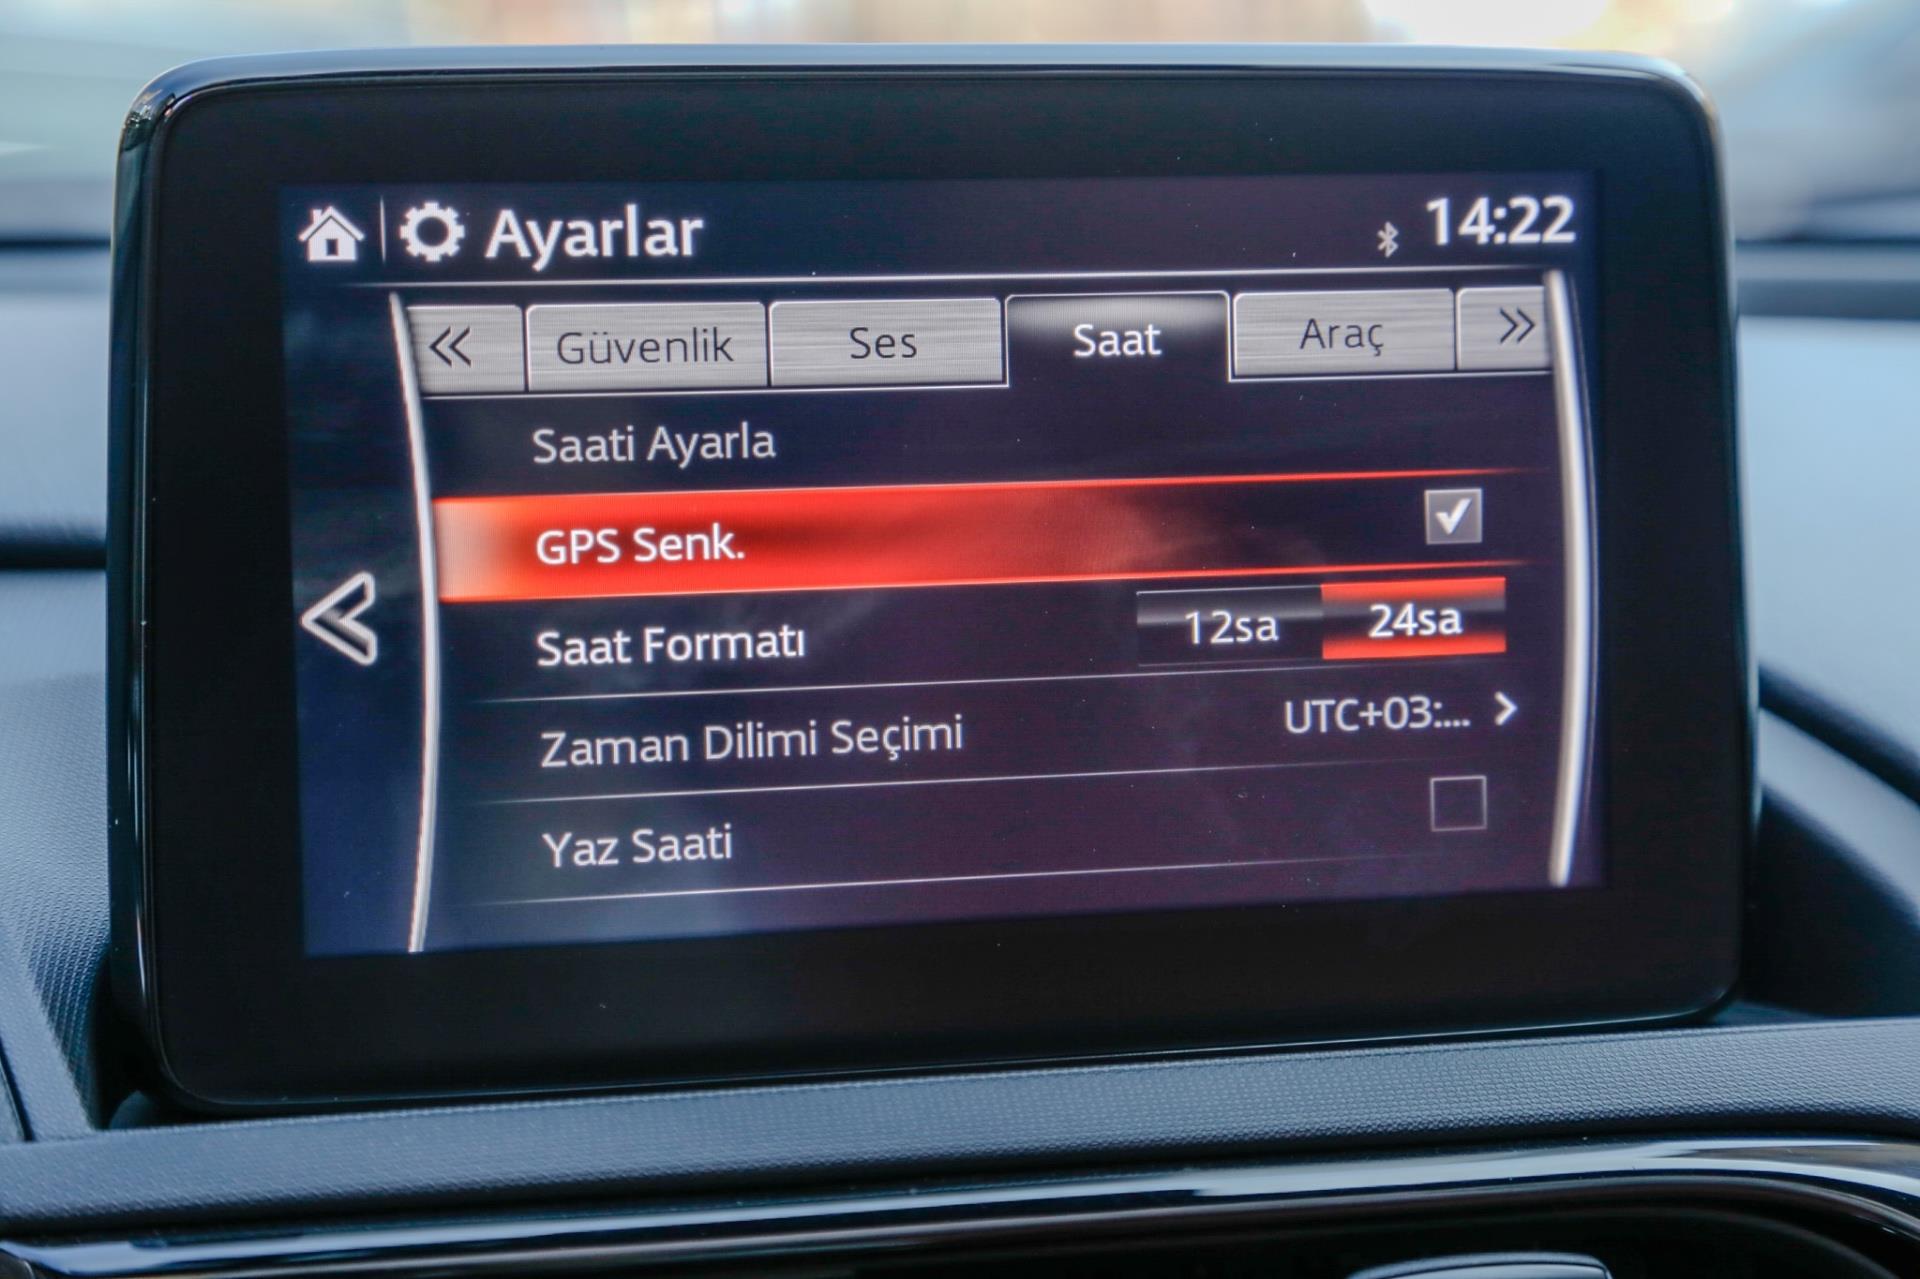 Ayarlar 14:22
« Güvenlik Ses Saat Araç »
Saati Ayarla
GPS Senk.
Saat Formatı 12sa 24sa
Zaman Dilimi Seçimi UTC+03:...
Yaz Saati